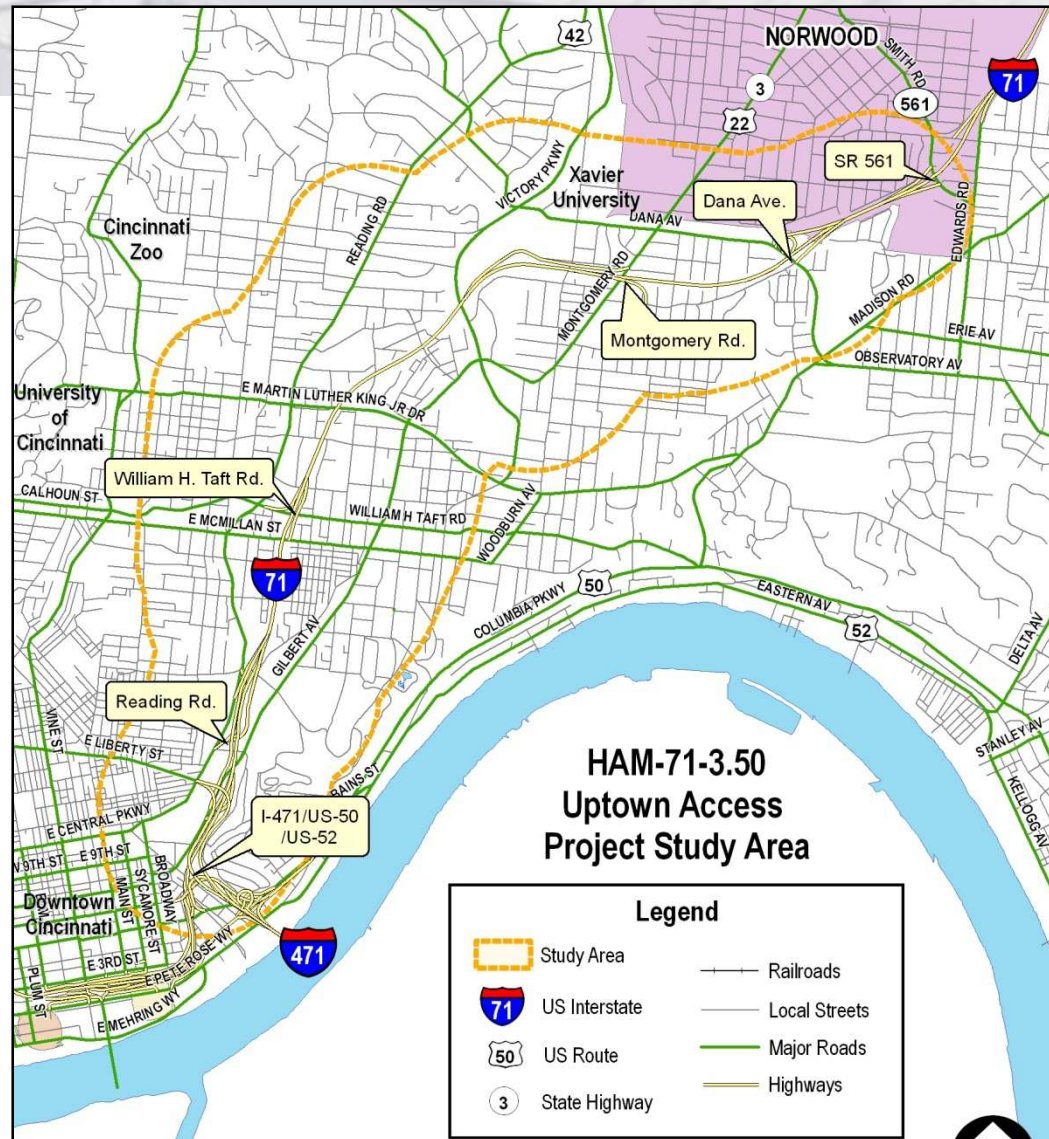 42
NORWOOD
SMITH RD
71
3
561
22
SR 561
VICTORY PKWY
Xavier
University
Dana Ave.
READING RD
DANA AV
EDWARDS RD
Cincinnati
Zoo
MONTGOMERY RD
MADISON RD
Montgomery Rd.
ERIE AV
OBSERVATORY AV
E MARTIN LUTHER KING JR DR
University
of
Cincinnati
William H. Taft Rd.
CALHOUN ST
WILLIAM H TAFT RD
E MCMILLAN ST
WOODBURN AV
71
COLUMBIA PKWY
50
EASTERN AV
52
GILBERT AV
DELTA AV
Reading Rd.
VINE ST
E LIBERTY ST
STANLEY AV
KELLOGG AV
BAINS ST
HAM-71-3.50
Uptown Access
Project Study Area
I-471/US-50
/US-52
E CENTRAL PKWY
W 9TH ST
E 9TH ST
BROADWAY
SYCAMORE ST
MAIN ST
Downtown
Cincinnati
471
E 3RD ST
E PETE ROSE WY
PLUM ST
E MEHRING WY
Legend
Study Area
71 US Interstate
50 US Route
3 State Highway
Railroads
Local Streets
Major Roads
Highways